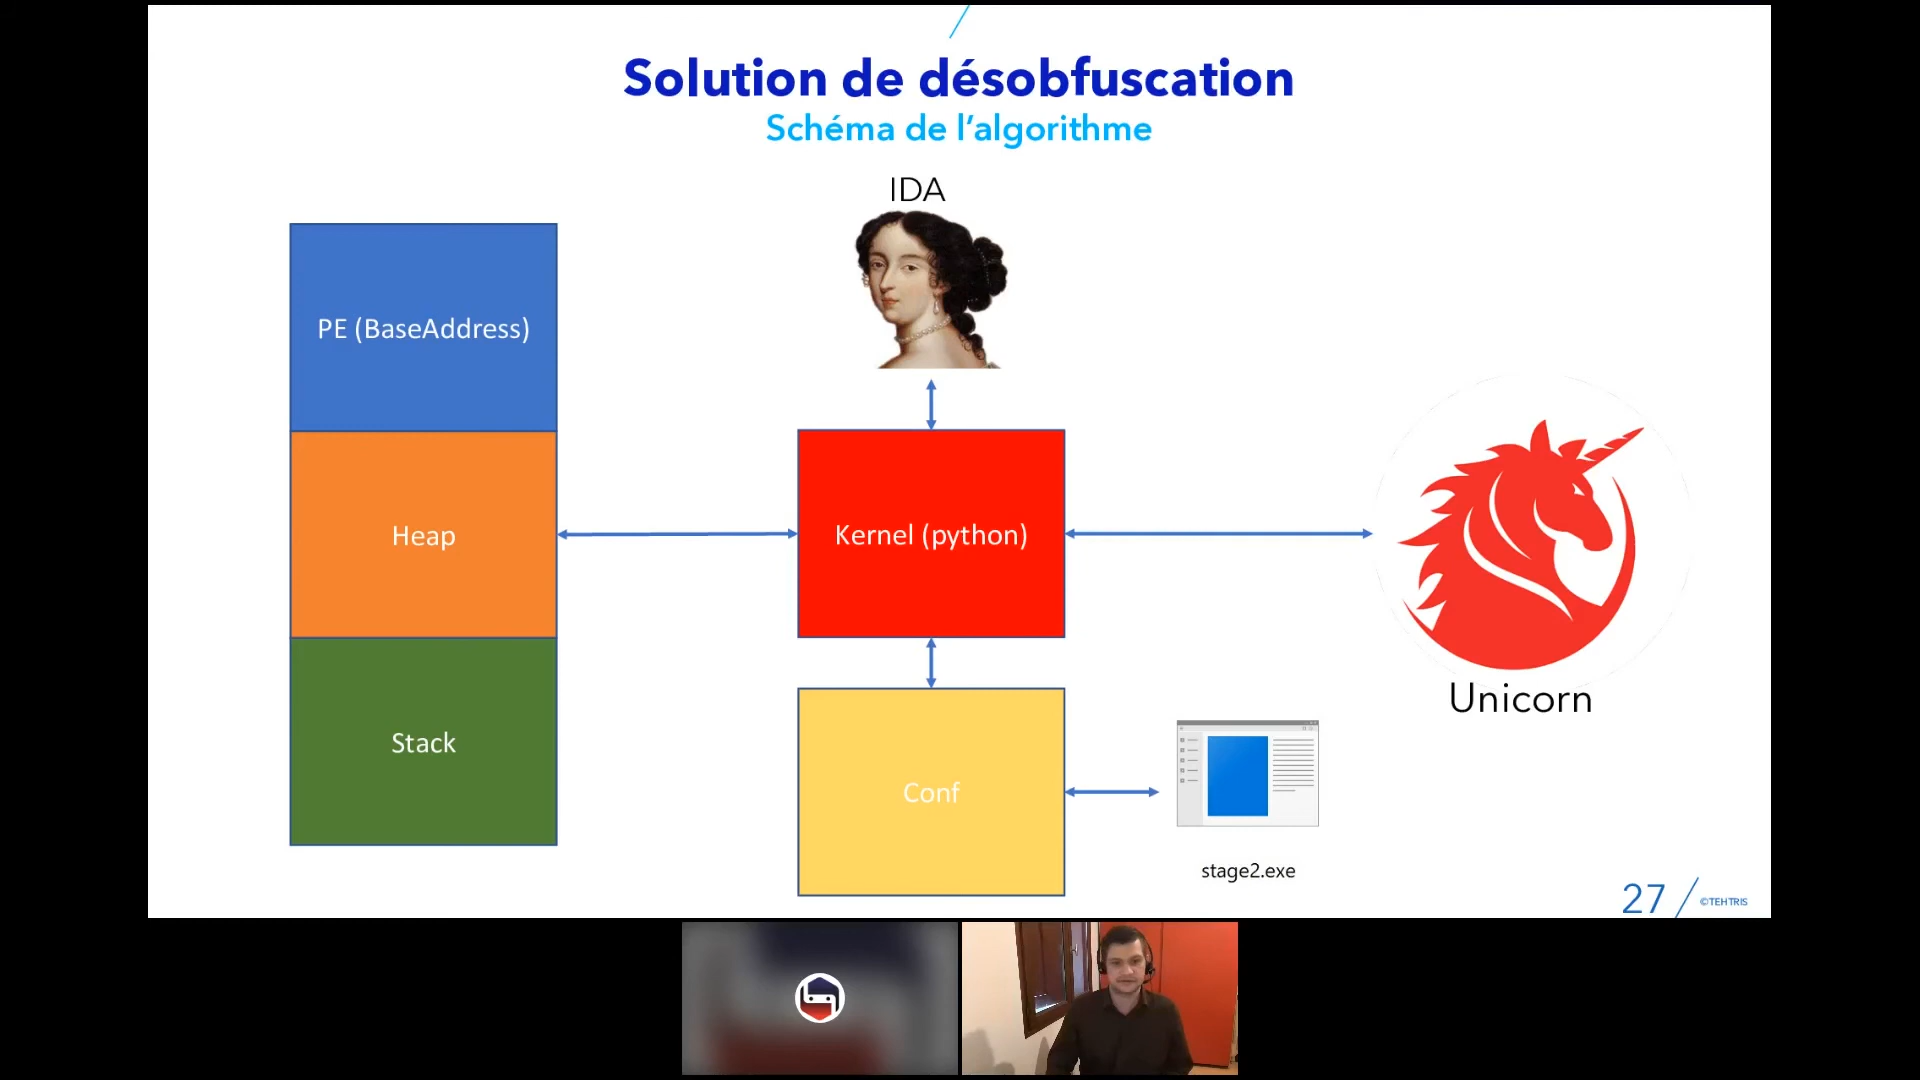 Solution de désobfuscation
Schéma de l’algorithme
IDA
PE (BaseAddress)
Heap
Kernel (python)
Stack
Unicorn
Conf
stage2.exe
27
©TEHTRIS